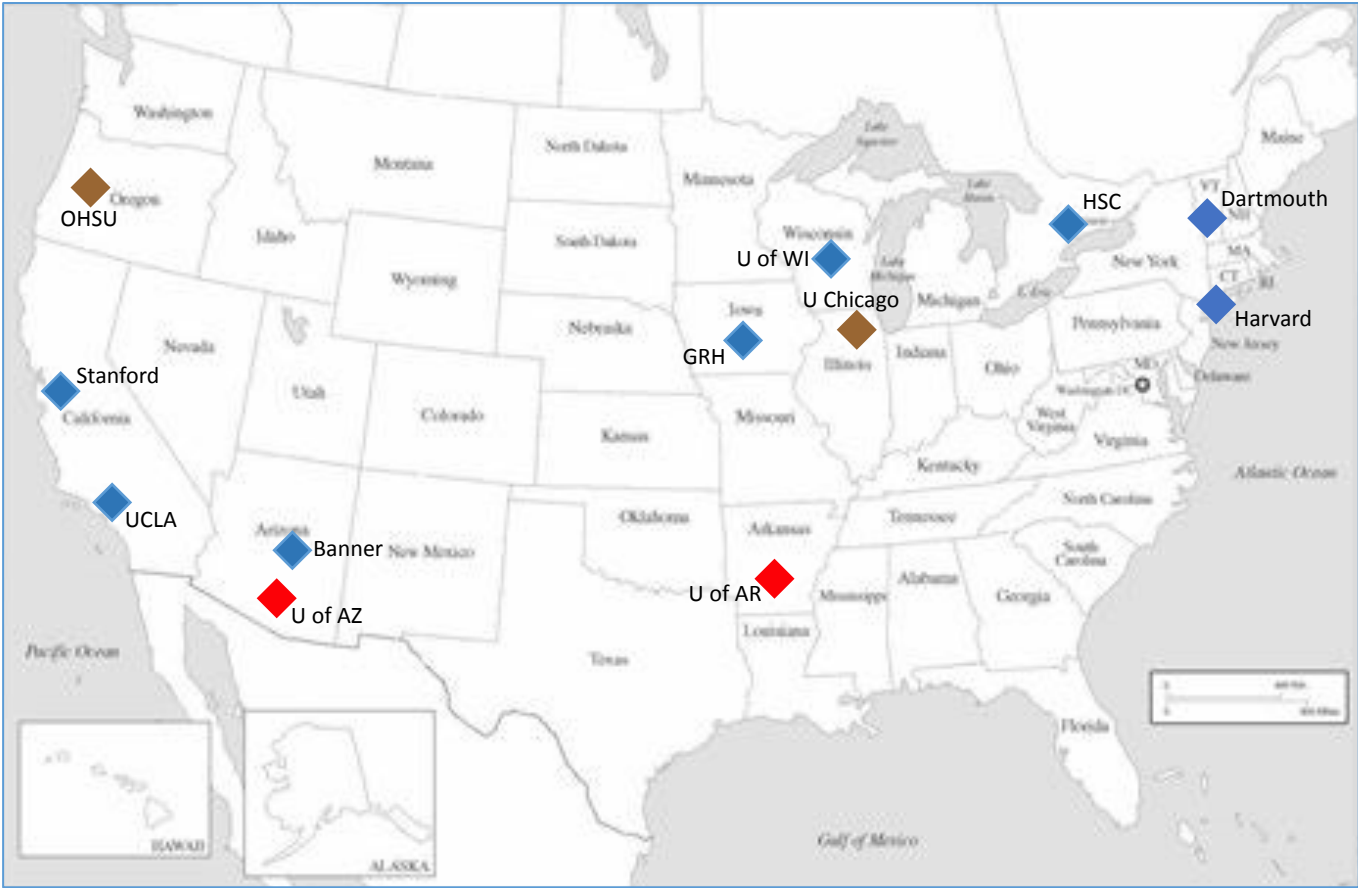 Washington
Montana
North Dakota
Minnesota
Maine
VT
NH
Dartmouth
HSC
OHSU
Oregon
Idaho
South Dakota
Wisconsin
U of WI
Lake
Michigan
Michigan
New York
MA
CT
RI
Wyoming
U Chicago
Iowa
GRH
Nebraska
Illinois
Indiana
Ohio
Pennsylvania
Harvard
New Jersey
MD
Delaware
Washington DC
Nevada
Stanford
California
Utah
Colorado
Kansas
Missouri
West
Virginia
Virginia
Kentucky
Atlantic Ocean
UCLA
Arizona
Banner
New Mexico
Oklahoma
Arkansas
Tennessee
North Carolina
South
Carolina
U of AZ
U of AR
Mississippi
Alabama
Georgia
Louisiana
Pacific Ocean
Texas
Florida
HAWAII
ALASKA
Gulf of Mexico